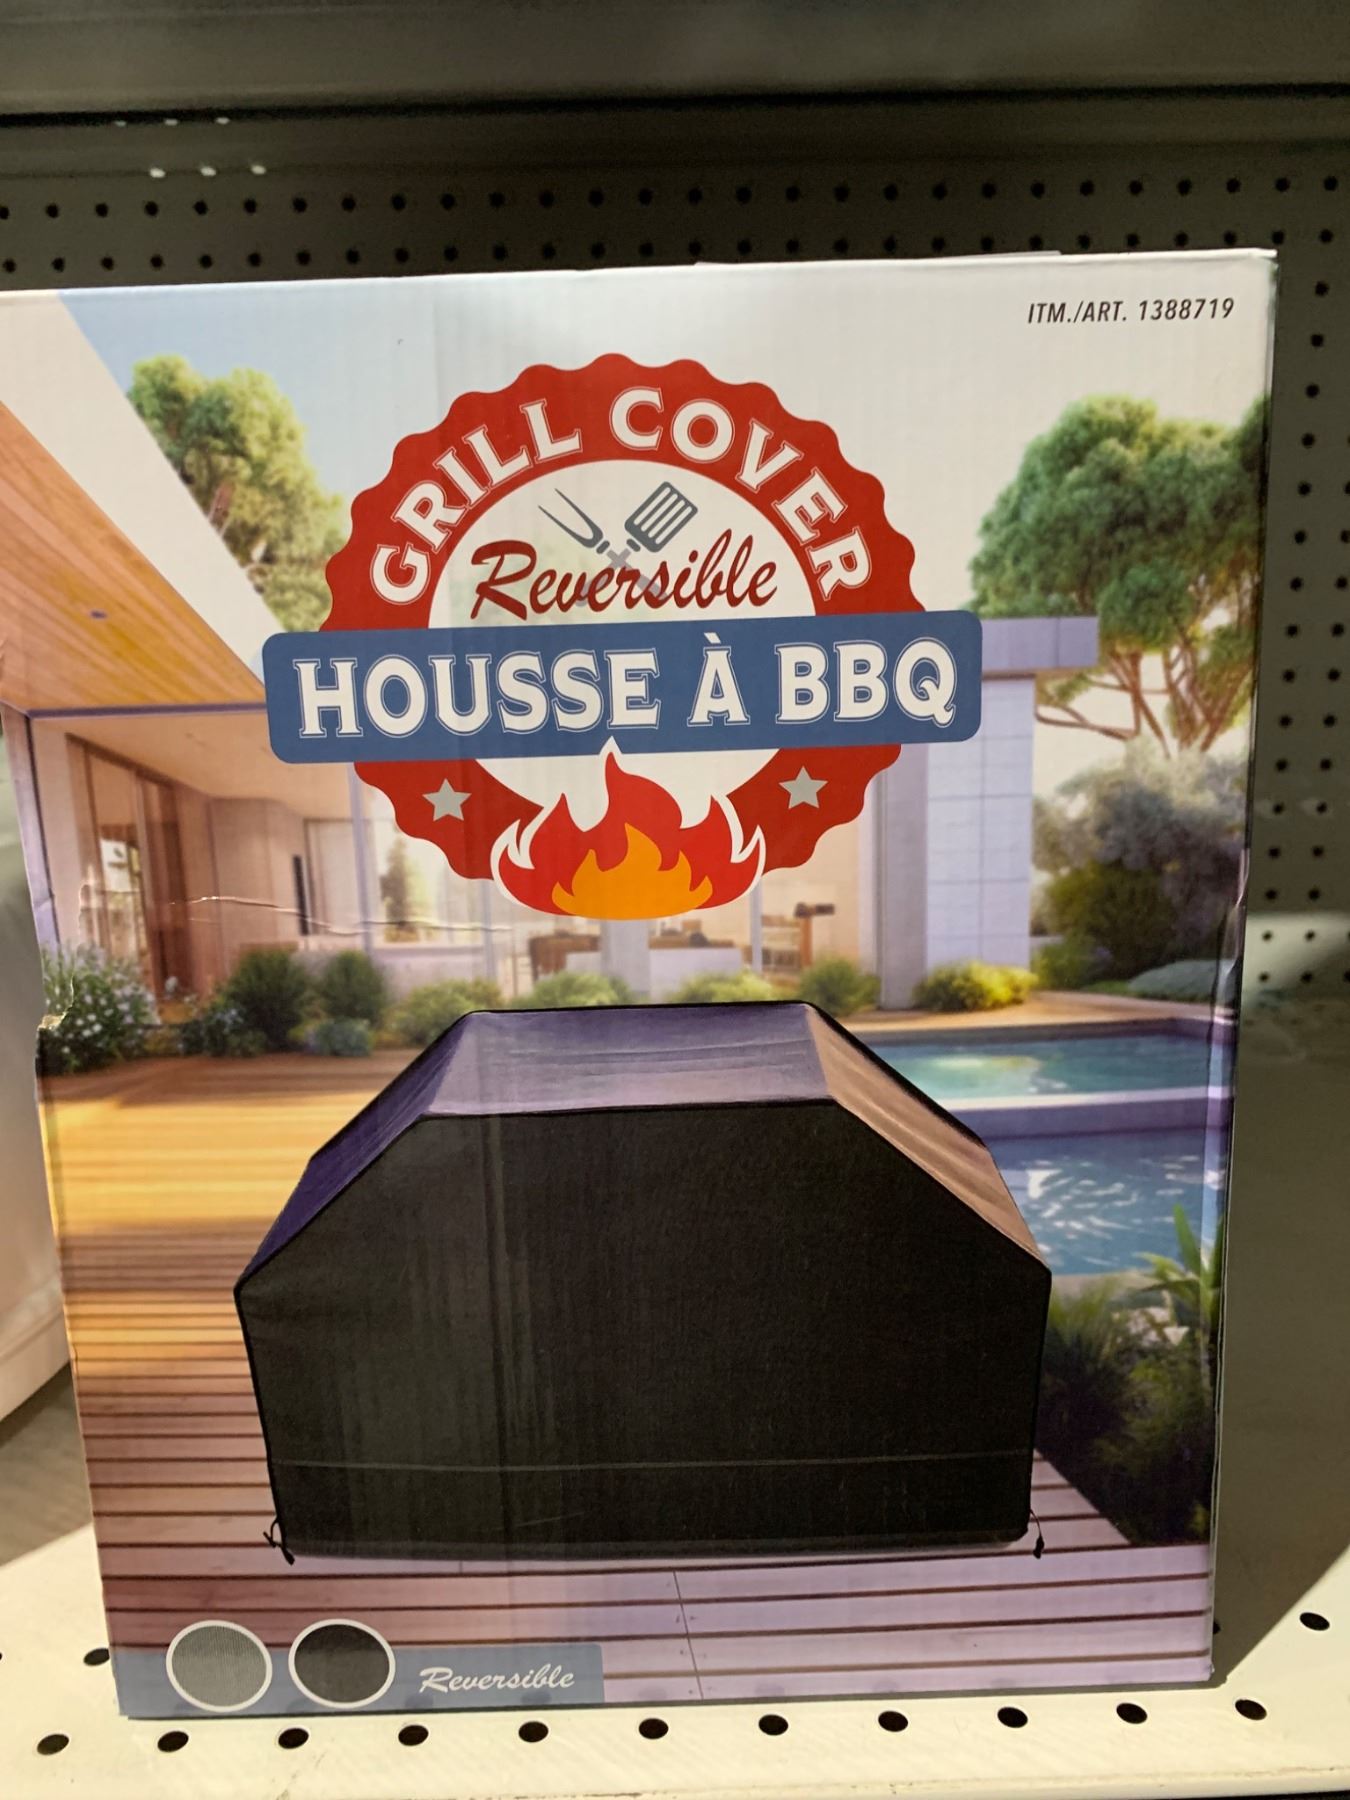 ITM./ART. 1388719
GRILL COVER
Reversible
HOUSSE À BBQ
Reversible